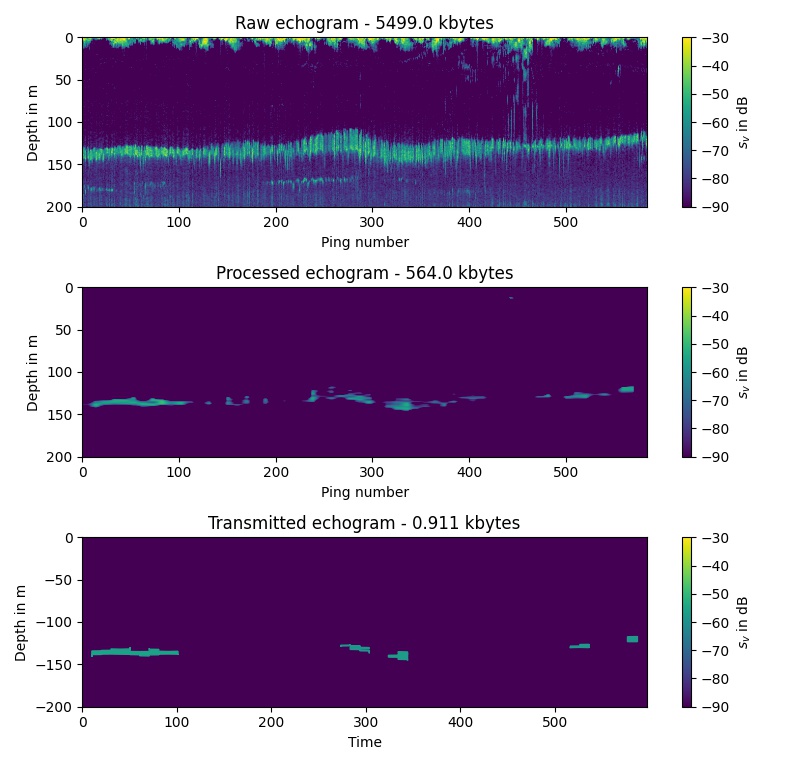 Raw echogram - 5499.0 kbytes
0
50
100
150
200
Depth in m
0 100 200 300 400 500
Ping number
−30
−40
−50
−60
−70
−80
−90
sv in dB
Processed echogram - 564.0 kbytes
0
50
100
150
200
Depth in m
0 100 200 300 400 500
Ping number
−30
−40
−50
−60
−70
−80
−90
sv in dB
Transmitted echogram - 0.911 kbytes
0
−50
−100
−150
−200
Depth in m
0 100 200 300 400 500
Time
−30
−40
−50
−60
−70
−80
−90
sv in dB